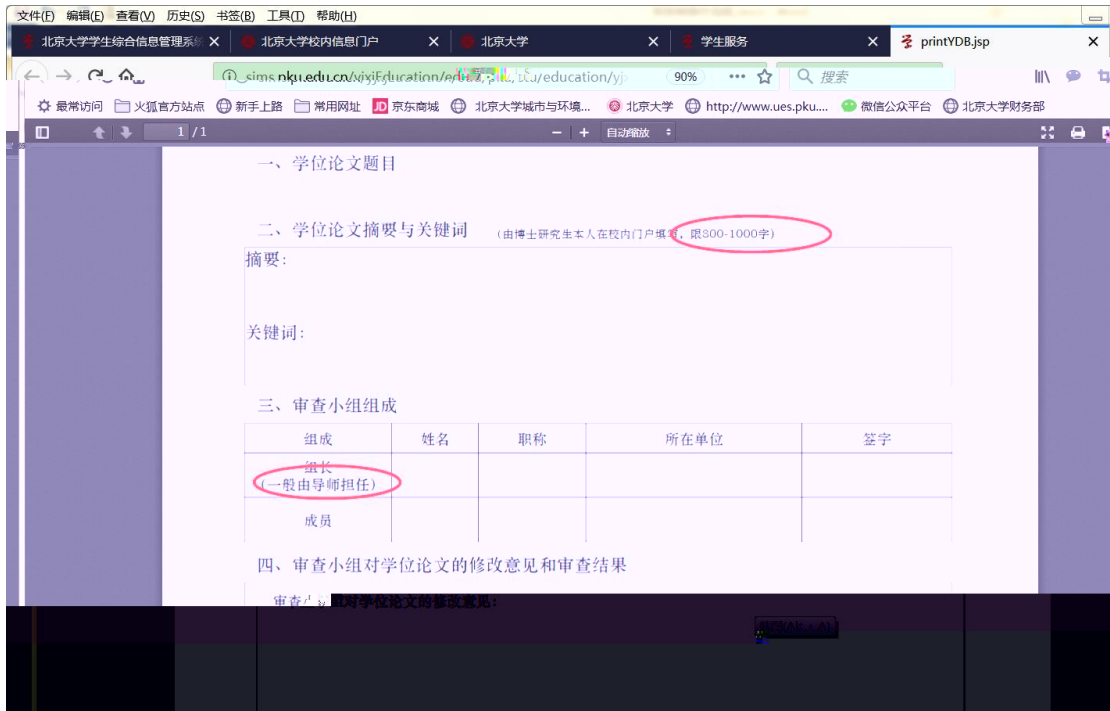 文件(F) 编辑(E) 查看(V) 历史(S) 书签(B) 工具(T) 帮助(H)
北京大学学生综合信息管理系统 北京大学校内信息门户 北京大学 学生服务 printYDB.jsp
90% 搜索
最常访问 火狐官方站点 新手上路 常用网址 JD 京东商城 北京大学城市与环境... 北京大学 http://www.ues.pku.... 微信公众平台 北京大学财务部
1 / 1 自动缩放
一、学位论文题目
二、学位论文摘要与关键词 (由博士研究生本人在校内门户填写，限800-1000字)
摘要:
关键词:
三、审查小组组成
组成 姓名 职称 所在单位 签字
组长
(一般由导师担任)
成员
四、审查小组对学位论文的修改意见和审查结果
审查小组对学位论文的修改意见: